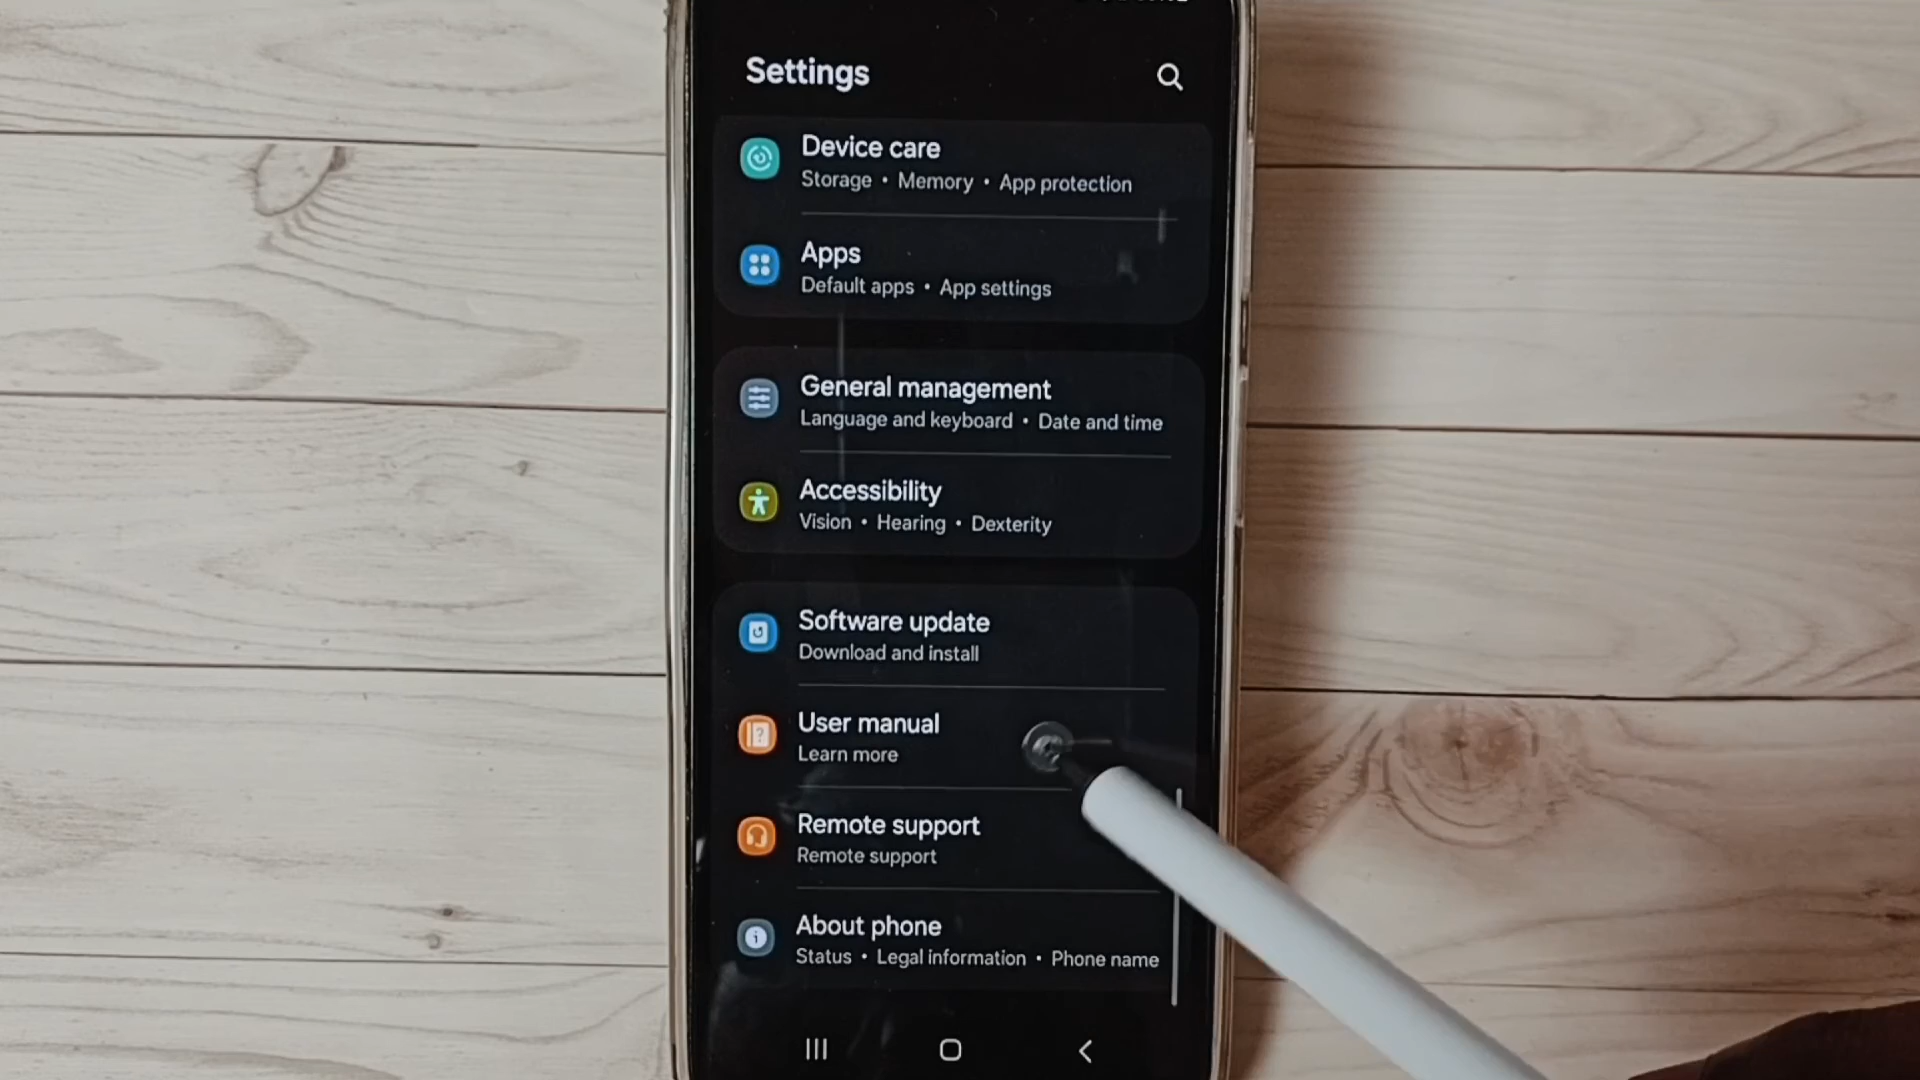 Settings
Device care
Storage • Memory • App protection
Apps
Default apps • App settings
General management
Language and keyboard • Date and time
Accessibility
Vision • Hearing • Dexterity
Software update
Download and install
User manual
Learn more
Remote support
Remote support
About phone
Status • Legal information • Phone name